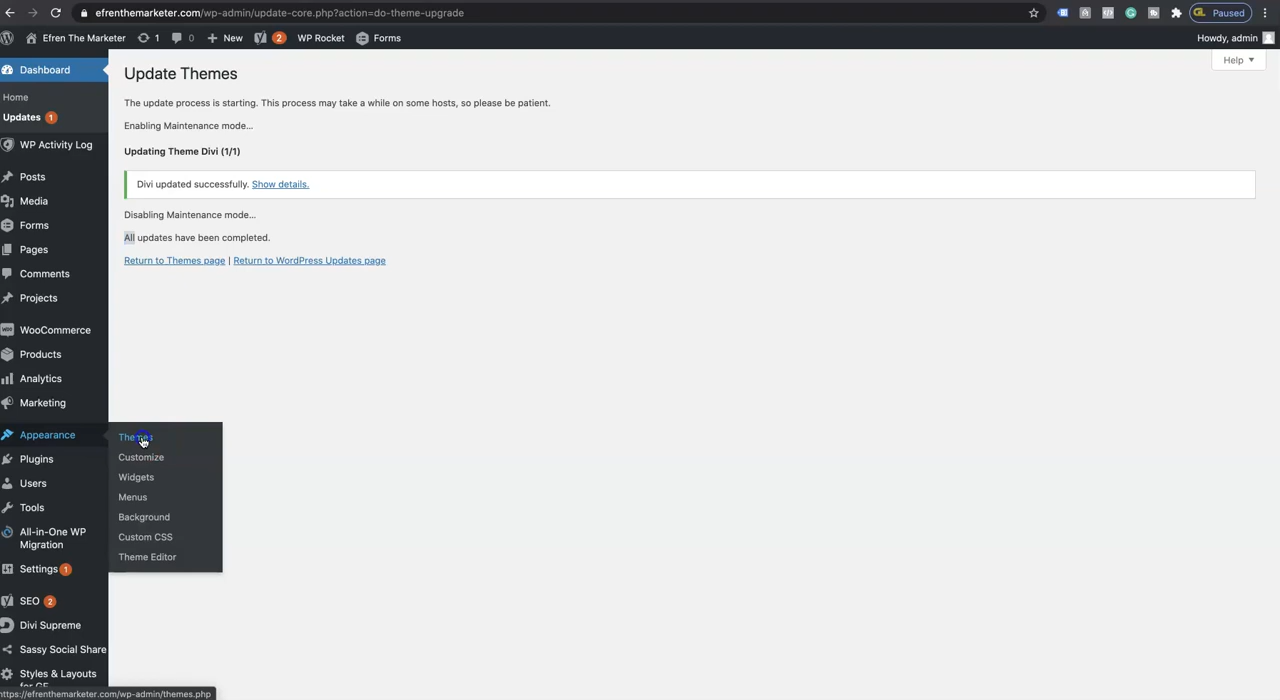 efrenthemarketer.com/wp-admin/update-core.php?action=do-theme-upgrade
Paused
Efren The Marketer 1 0 New 2 WP Rocket Forms
Howdy, admin
Help
Dashboard
Home
Updates 1
WP Activity Log
Posts
Media
Forms
Pages
Comments
Projects
WooCommerce
Products
Analytics
Marketing
Appearance
Plugins
Users
Tools
All-in-One WP
Migration
Settings 1
SEO 2
Divi Supreme
Sassy Social Share
Styles & Layouts
Update Themes
The update process is starting. This process may take a while on some hosts, so please be patient.
Enabling Maintenance mode...
Updating Theme Divi (1/1)
Divi updated successfully. Show details.
Disabling Maintenance mode...
All updates have been completed.
Return to Themes page | Return to WordPress Updates page
Themes
Customize
Widgets
Menus
Background
Custom CSS
Theme Editor
https://efrenthemarketer.com/wp-admin/themes.php